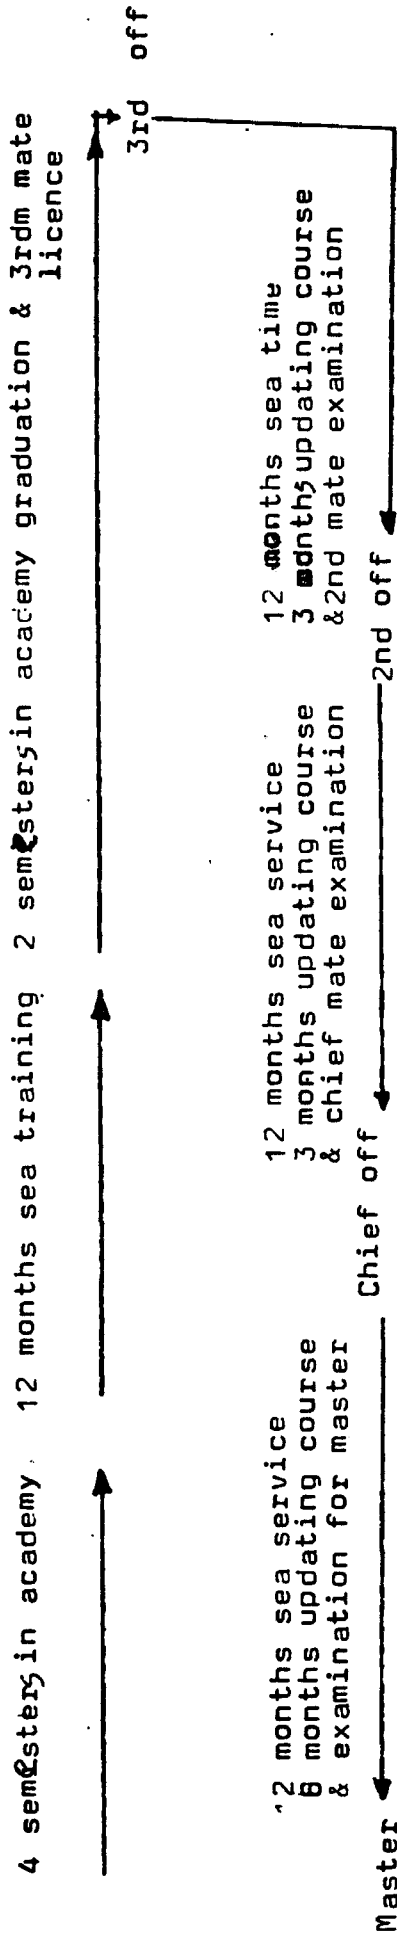 4 semesters in academy
12 months sea training
2 semesters in academy graduation & 3rdm mate
licence
3rd off
12 months sea time
3 months updating course
&2nd mate examination
2nd off
12 months sea service
3 months updating course
& chief mate examination
Chief off
12 months sea service
months updating course
& examination for master
Master